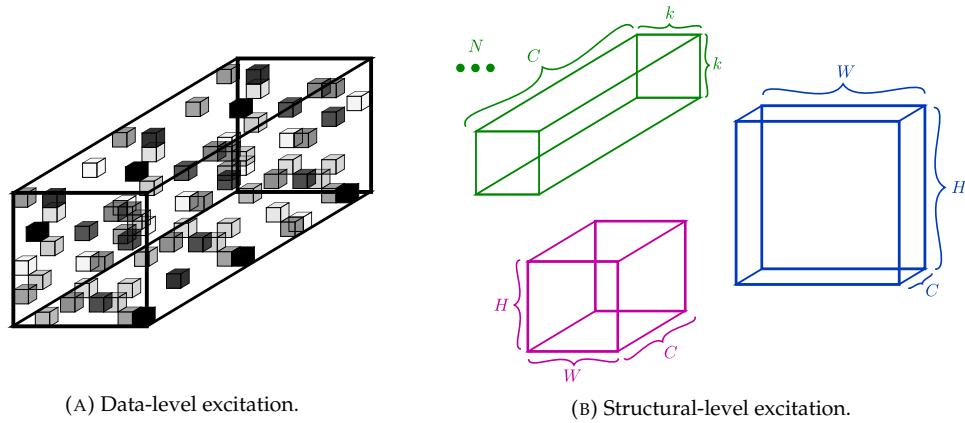 N
C
k
k
W
H
C
H
W
C
(A) Data-level excitation.
(B) Structural-level excitation.